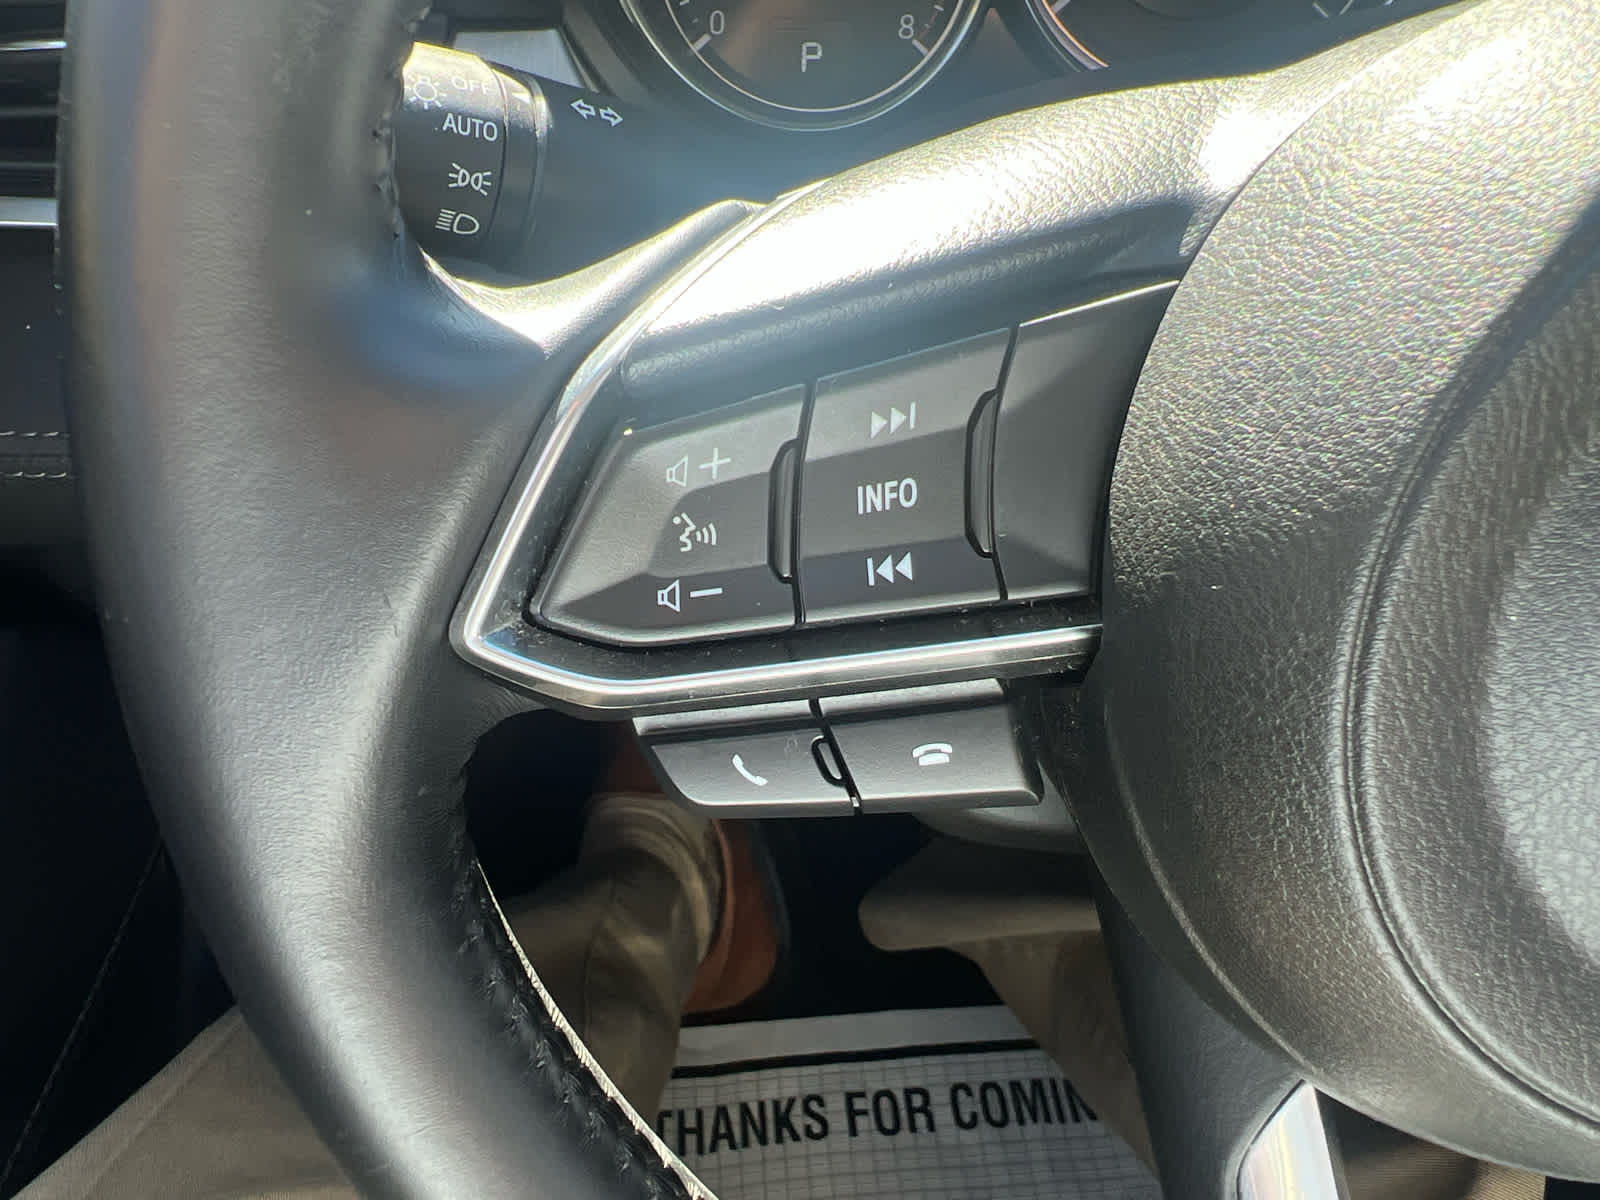 0
8
P
OFF
AUTO
INFO
THANKS FOR COMIN